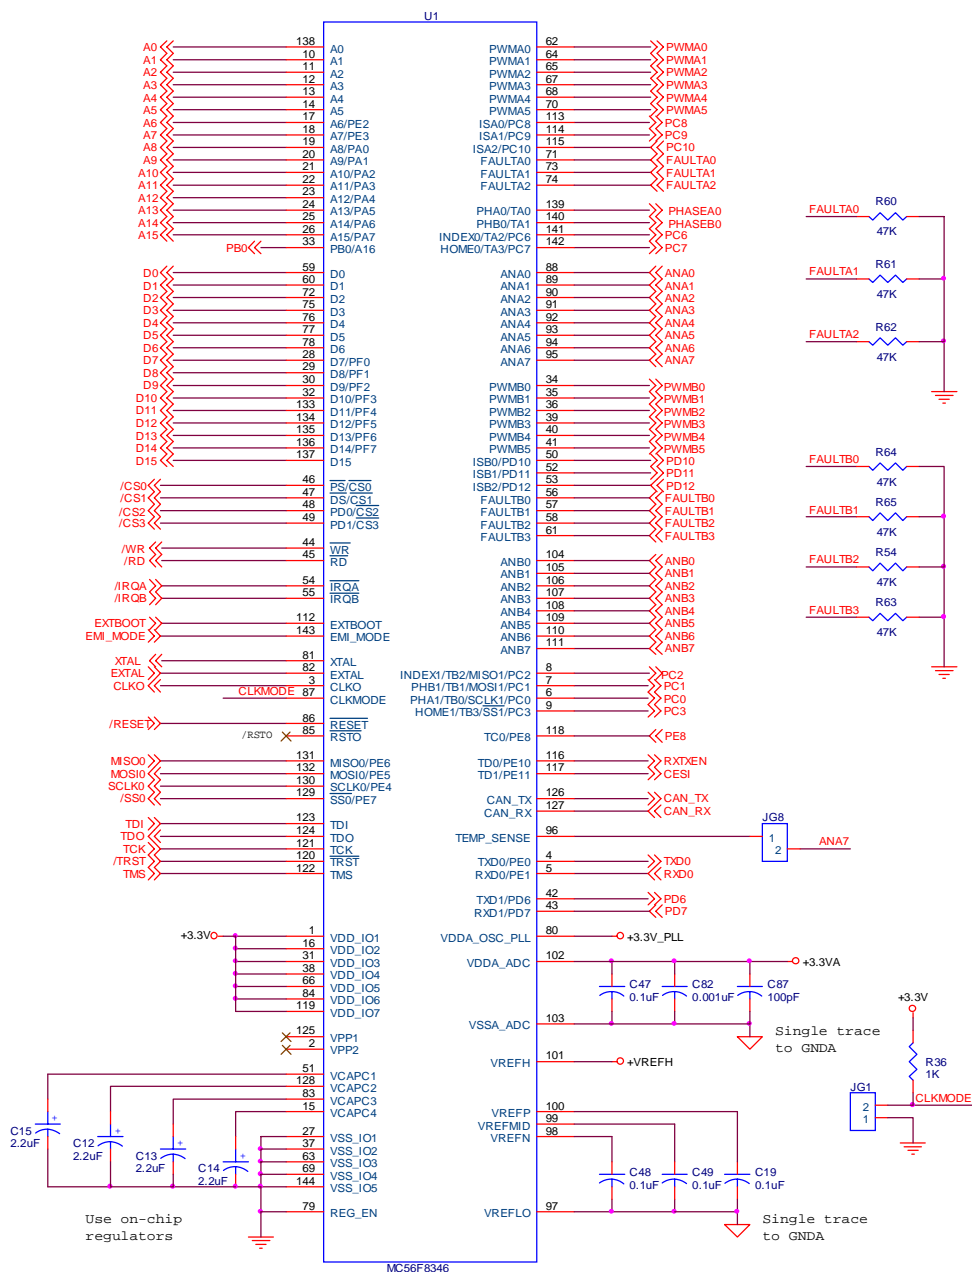 U1
A0 138 A0 PWMA0 62 PWMA0
A1 10 A1 PWMA1 64 PWMA1
A2 11 A2 PWMA2 65 PWMA2
A3 12 A3 PWMA3 67 PWMA3
A4 13 A4 PWMA4 68 PWMA4
A5 14 A5 PWMA5 70 PWMA5
A6 17 A6/PE2 ISA0/PC8 113 PC8
A7 18 A7/PE3 ISA1/PC9 114 PC9
A8 19 A8/PA0 ISA2/PC10 115 PC10
A9 20 A9/PA1 FAULTA0 71 FAULTA0
A10 21 A10/PA2 FAULTA1 73 FAULTA1
A11 22 A11/PA3 FAULTA2 74 FAULTA2
A12 23 A12/PA4
A13 24 A13/PA5 PHA0/TA0 139 PHASEA0
A14 25 A14/PA6 PHB0/TA1 140 PHASEB0
A15 26 A15/PA7 INDEX0/TA2/PC6 141 PC6
PB0 33 PB0/A16 HOME0/TA3/PC7 142 PC7
D0 59 D0 ANA0 88 ANA0
D1 60 D1 ANA1 89 ANA1
D2 72 D2 ANA2 90 ANA2
D3 75 D3 ANA3 91 ANA3
D4 76 D4 ANA4 92 ANA4
D5 77 D5 ANA5 93 ANA5
D6 78 D6 ANA6 94 ANA6
D7 28 D7/PF0 ANA7 95 ANA7
D8 29 D8/PF1
D9 30 D9/PF2 PWMB0 34 PWMB0
D10 32 D10/PF3 PWMB1 35 PWMB1
D11 133 D11/PF4 PWMB2 36 PWMB2
D12 134 D12/PF5 PWMB3 39 PWMB3
D13 135 D13/PF6 PWMB4 40 PWMB4
D14 136 D14/PF7 PWMB5 41 PWMB5
D15 137 D15 ISB0/PD10 50 PD10
ISB1/PD11 52 PD11
/CS0 46 PS/CS0 ISB2/PD12 53 PD12
/CS1 47 DS/CS1 FAULTB0 56 FAULTB0
/CS2 48 PD0/CS2 FAULTB1 57 FAULTB1
/CS3 49 PD1/CS3 FAULTB2 58 FAULTB2
FAULTB3 61 FAULTB3
/WR 44 WR
/RD 45 RD ANB0 104 ANB0
ANB1 105 ANB1
/IRQA 54 IRQA ANB2 106 ANB2
/IRQB 55 IRQB ANB3 107 ANB3
ANB4 108 ANB4
EXTBOOT 112 EXTBOOT ANB5 109 ANB5
EMI_MODE 143 EMI_MODE ANB6 110 ANB6
ANB7 111 ANB7
XTAL 81 XTAL
EXTAL 82 EXTAL INDEX1/TB2/MISO1/PC2 8 PC2
CLKO 3 CLKO PHB1/TB1/MOSI1/PC1 7 PC1
CLKMODE 87 CLKMODE PHA1/TB0/SCLK1/PC0 6 PC0
HOME1/TB3/SS1/PC3 9 PC3
/RESET 86 RESET
/RSTO 85 RSTO TC0/PE8 118 PE8
MISO0 131 MISO0/PE6 TD0/PE10 116 RXTXEN
MOSI0 132 MOSI0/PE5 TD1/PE11 117 CESI
SCLK0 130 SCLK0/PE4
/SS0 129 SS0/PE7 CAN_TX 126 CAN_TX
CAN_RX 127 CAN_RX
TDI 123 TDI
TDO 124 TDO TEMP_SENSE 96
TCK 121 TCK
/TRST 120 TRST TXD0/PE0 4 TXD0
TMS 122 TMS RXD0/PE1 5 RXD0
TXD1/PD6 42 PD6
RXD1/PD7 43 PD7
+3.3V 1 VDD_IO1 VDDA_OSC_PLL 80 +3.3V_PLL
16 VDD_IO2
31 VDD_IO3 VDDA_ADC 102 +3.3VA
38 VDD_IO4
66 VDD_IO5
84 VDD_IO6
119 VDD_IO7
VSSA_ADC 103
125 VPP1
2 VPP2
VREFH 101 +VREFH
51 VCAPC1
128 VCAPC2
83 VCAPC3
15 VCAPC4 VREFP 100
VREFMID 99
27 VSS_IO1 VREFN 98
37 VSS_IO2
63 VSS_IO3
69 VSS_IO4
144 VSS_IO5
79 REG_EN VREFLO 97
MC56F8346
C15
2.2uF
C12
2.2uF
C13
2.2uF
C14
2.2uF
Use on-chip
regulators
FAULTA0 R60
47K
FAULTA1 R61
47K
FAULTA2 R62
47K
FAULTB0 R64
47K
FAULTB1 R65
47K
FAULTB2 R54
47K
FAULTB3 R63
47K
JG8
1
2 ANA7
C47 C82 C87
0.1uF 0.001uF 100pF
Single trace
to GNDA
+3.3V
R36
1K
JG1
2 CLKMODE
1
C48 C49 C19
0.1uF 0.1uF 0.1uF
Single trace
to GNDA